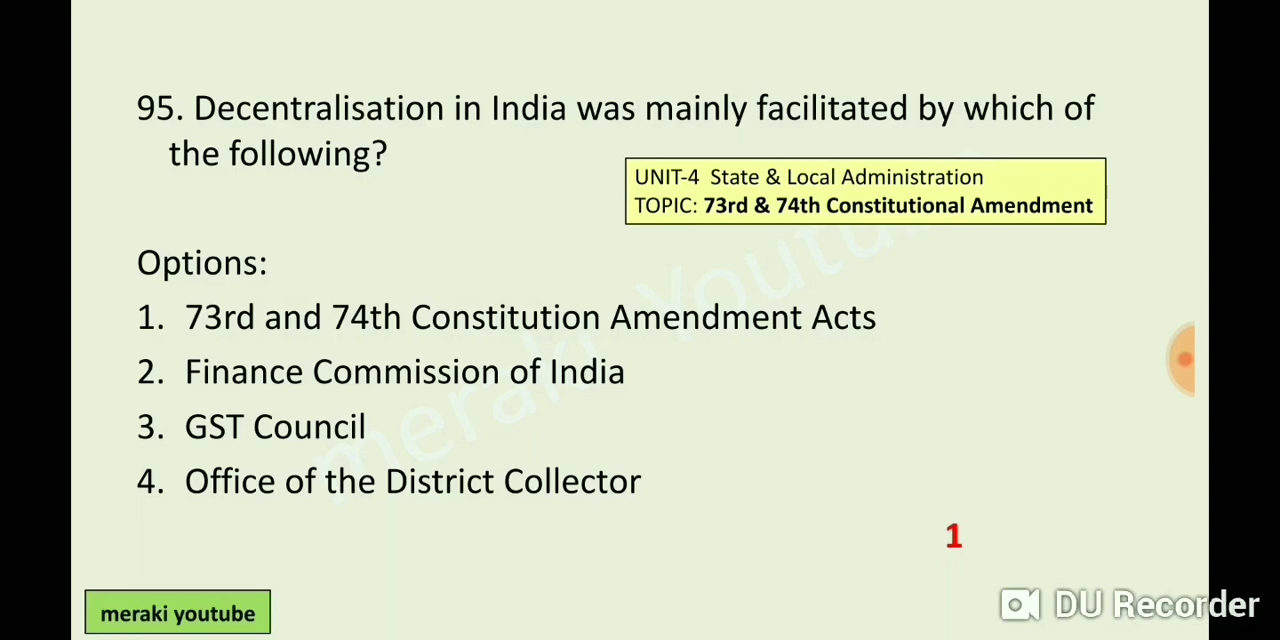 95. Decentralisation in India was mainly facilitated by which of
the following?
UNIT-4 State & Local Administration
TOPIC: 73rd & 74th Constitutional Amendment
Options:
1. 73rd and 74th Constitution Amendment Acts
2. Finance Commission of India
3. GST Council
4. Office of the District Collector
meraki Youtube
1
meraki youtube
DU Recorder